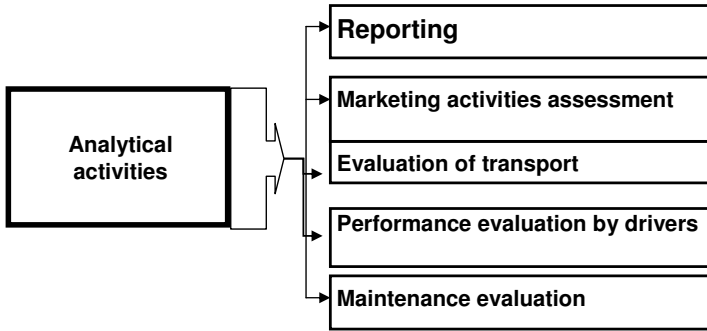 Reporting
Marketing activities assessment
Analytical
activities
Evaluation of transport
Performance evaluation by drivers
Maintenance evaluation